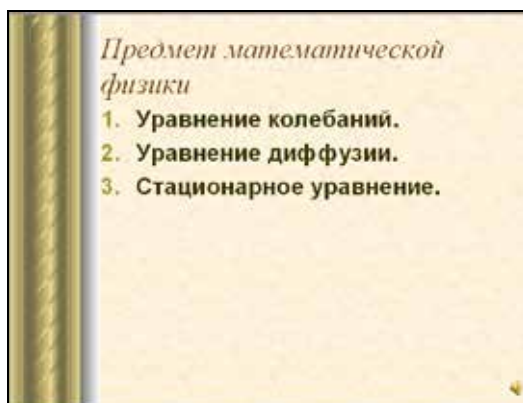 Предмет математической
физики
1. Уравнение колебаний.
2. Уравнение диффузии.
3. Стационарное уравнение.